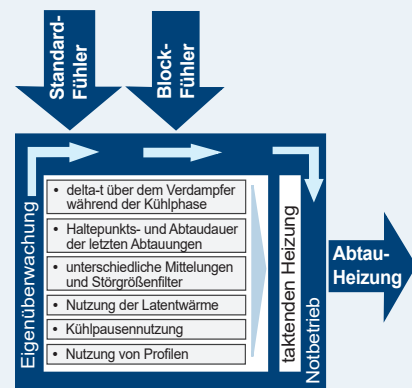 Standard-
Fühler
Block-
Fühler
Eigenüberwachung
• delta-t über dem Verdampfer
während der Kühlphase
• Haltepunkts- und Abtaudauer
der letzten Abtauungen
• unterschiedliche Mittelungen
und Störgrößenfilter
• Nutzung der Latentwärme
• Kühlpausennutzung
• Nutzung von Profilen
taktenden Heizung
Notbetrieb
Abtau-
Heizung